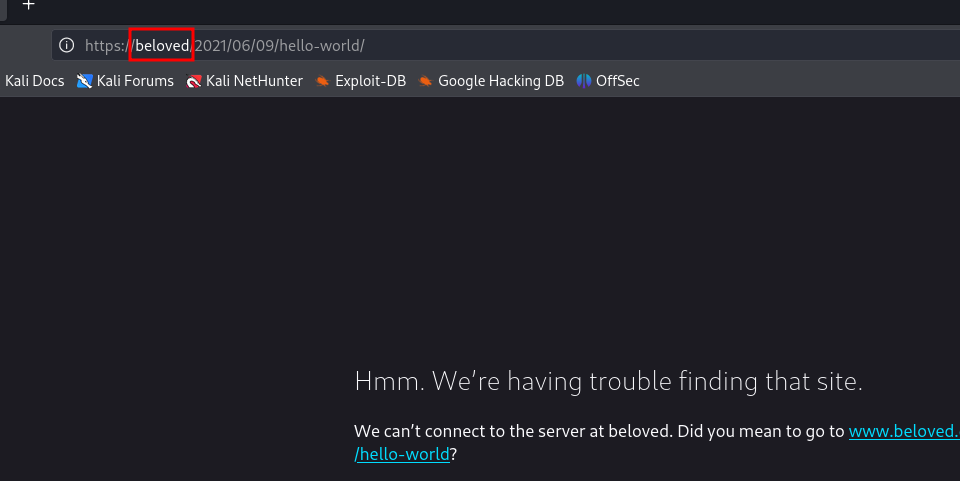 https://beloved/2021/06/09/hello-world/
Kali Docs Kali Forums Kali NetHunter Exploit-DB Google Hacking DB OffSec
Hmm. We’re having trouble finding that site.
We can’t connect to the server at beloved. Did you mean to go to www.beloved.
/hello-world?